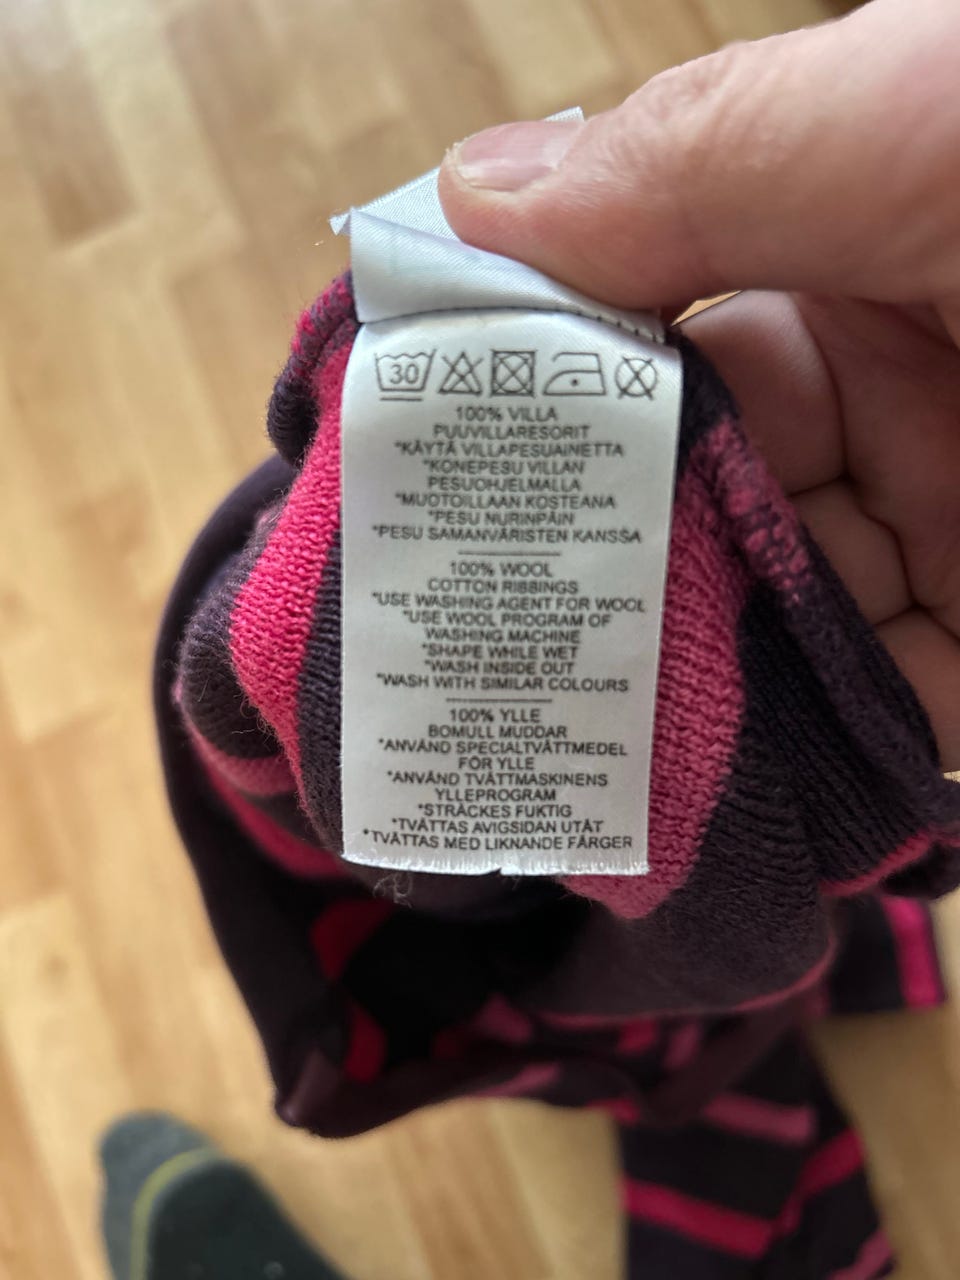 30
100% VILLA
PUUVILLARESORIT
*KÄYTÄ VILLAPESUAINETTA
*KONEPESU VILLAN
PESUOHJELMALLA
*MUOTOILLAAN KOSTEANA
*PESU NURINPÄIN
*PESU SAMANVÄRISTEN KANSSA
100% WOOL
COTTON RIBBINGS
*USE WASHING AGENT FOR WOOL
*USE WOOL PROGRAM OF
WASHING MACHINE
*SHAPE WHILE WET
*WASH INSIDE OUT
*WASH WITH SIMILAR COLOURS
100% YLLE
BOMULL MUDDAR
*ANVÄND SPECIALTVÄTTMEDEL
FÖR YLLE
*ANVÄND TVÄTTMASKINENS
YLLEPROGRAM
*STRÄCKES FUKTIG
*TVÄTTAS AVIGSIDAN UTÅT
*TVÄTTAS MED LIKNANDE FÄRGER